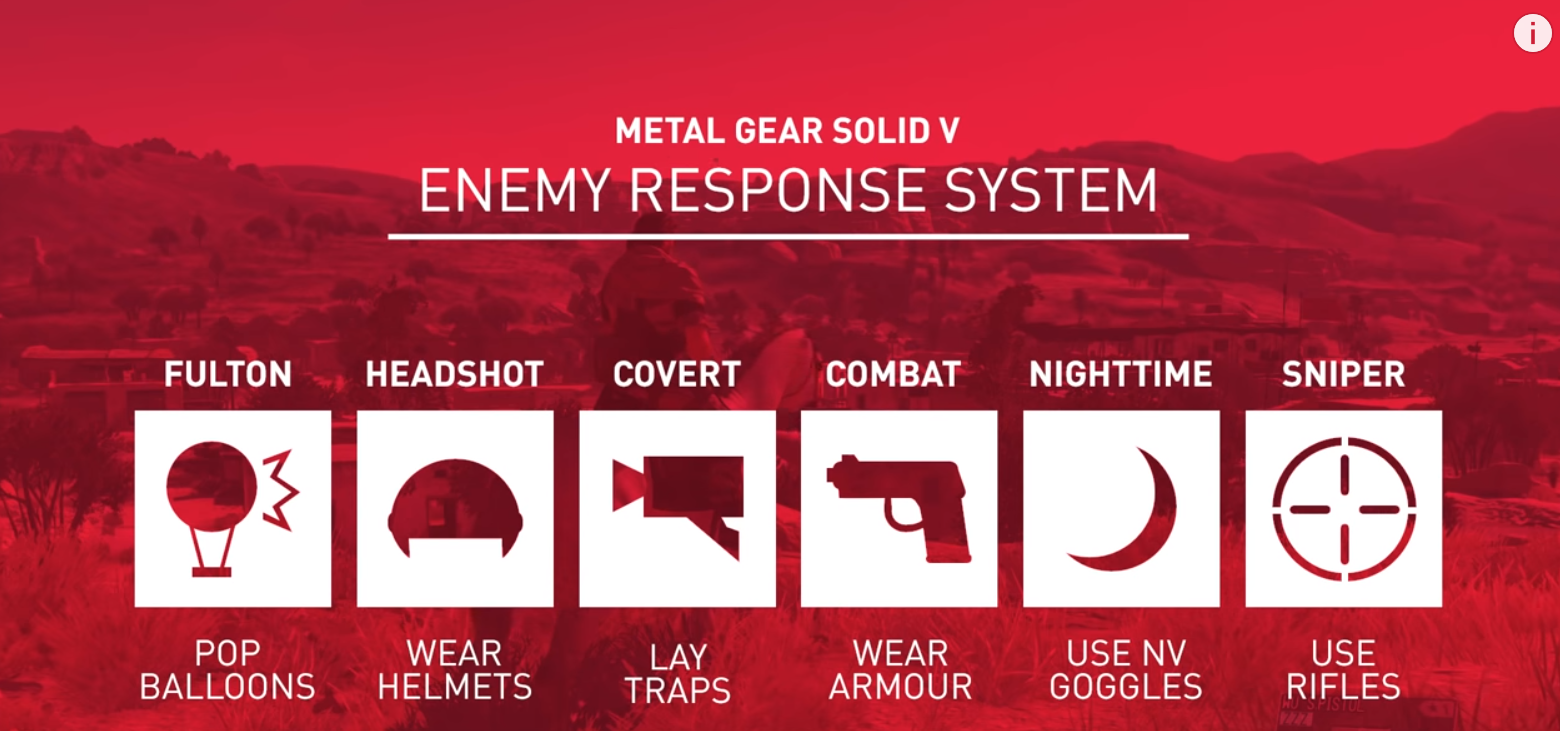 METAL GEAR SOLID V
ENEMY RESPONSE SYSTEM
FULTON
HEADSHOT
COVERT
COMBAT
NIGHTTIME
SNIPER
POP
BALLOONS
WEAR
HELMETS
LAY
TRAPS
WEAR
ARMOUR
USE NV
GOGGLES
USE
RIFLES